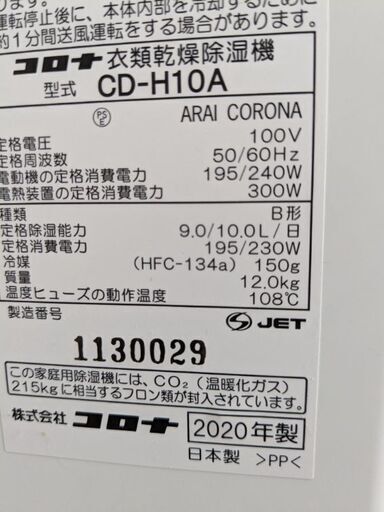 ります。
運転停止後に、本体内部を冷却する
約1分間送風運転をする場合があります
コロナ 衣類乾燥除湿機
型式 CD-H10A
PSE ARAI CORONA
定格電圧 100V
定格周波数 50/60Hz
電動機の定格消費電力 195/240W
電熱装置の定格消費電力 300W
種類 B形
定格除湿能力 9.0/10.0L/日
定格消費電力 195/230W
冷媒 (HFC-134a) 150g
質量 12.0kg
温度ヒューズの動作温度 108℃
製造番号 JET
1130029
この家庭用除湿機には、CO₂(温暖化ガス)
215kgに相当するフロン類が封入されています。
株式会社 コロナ 2020年製
日本製 >PP<